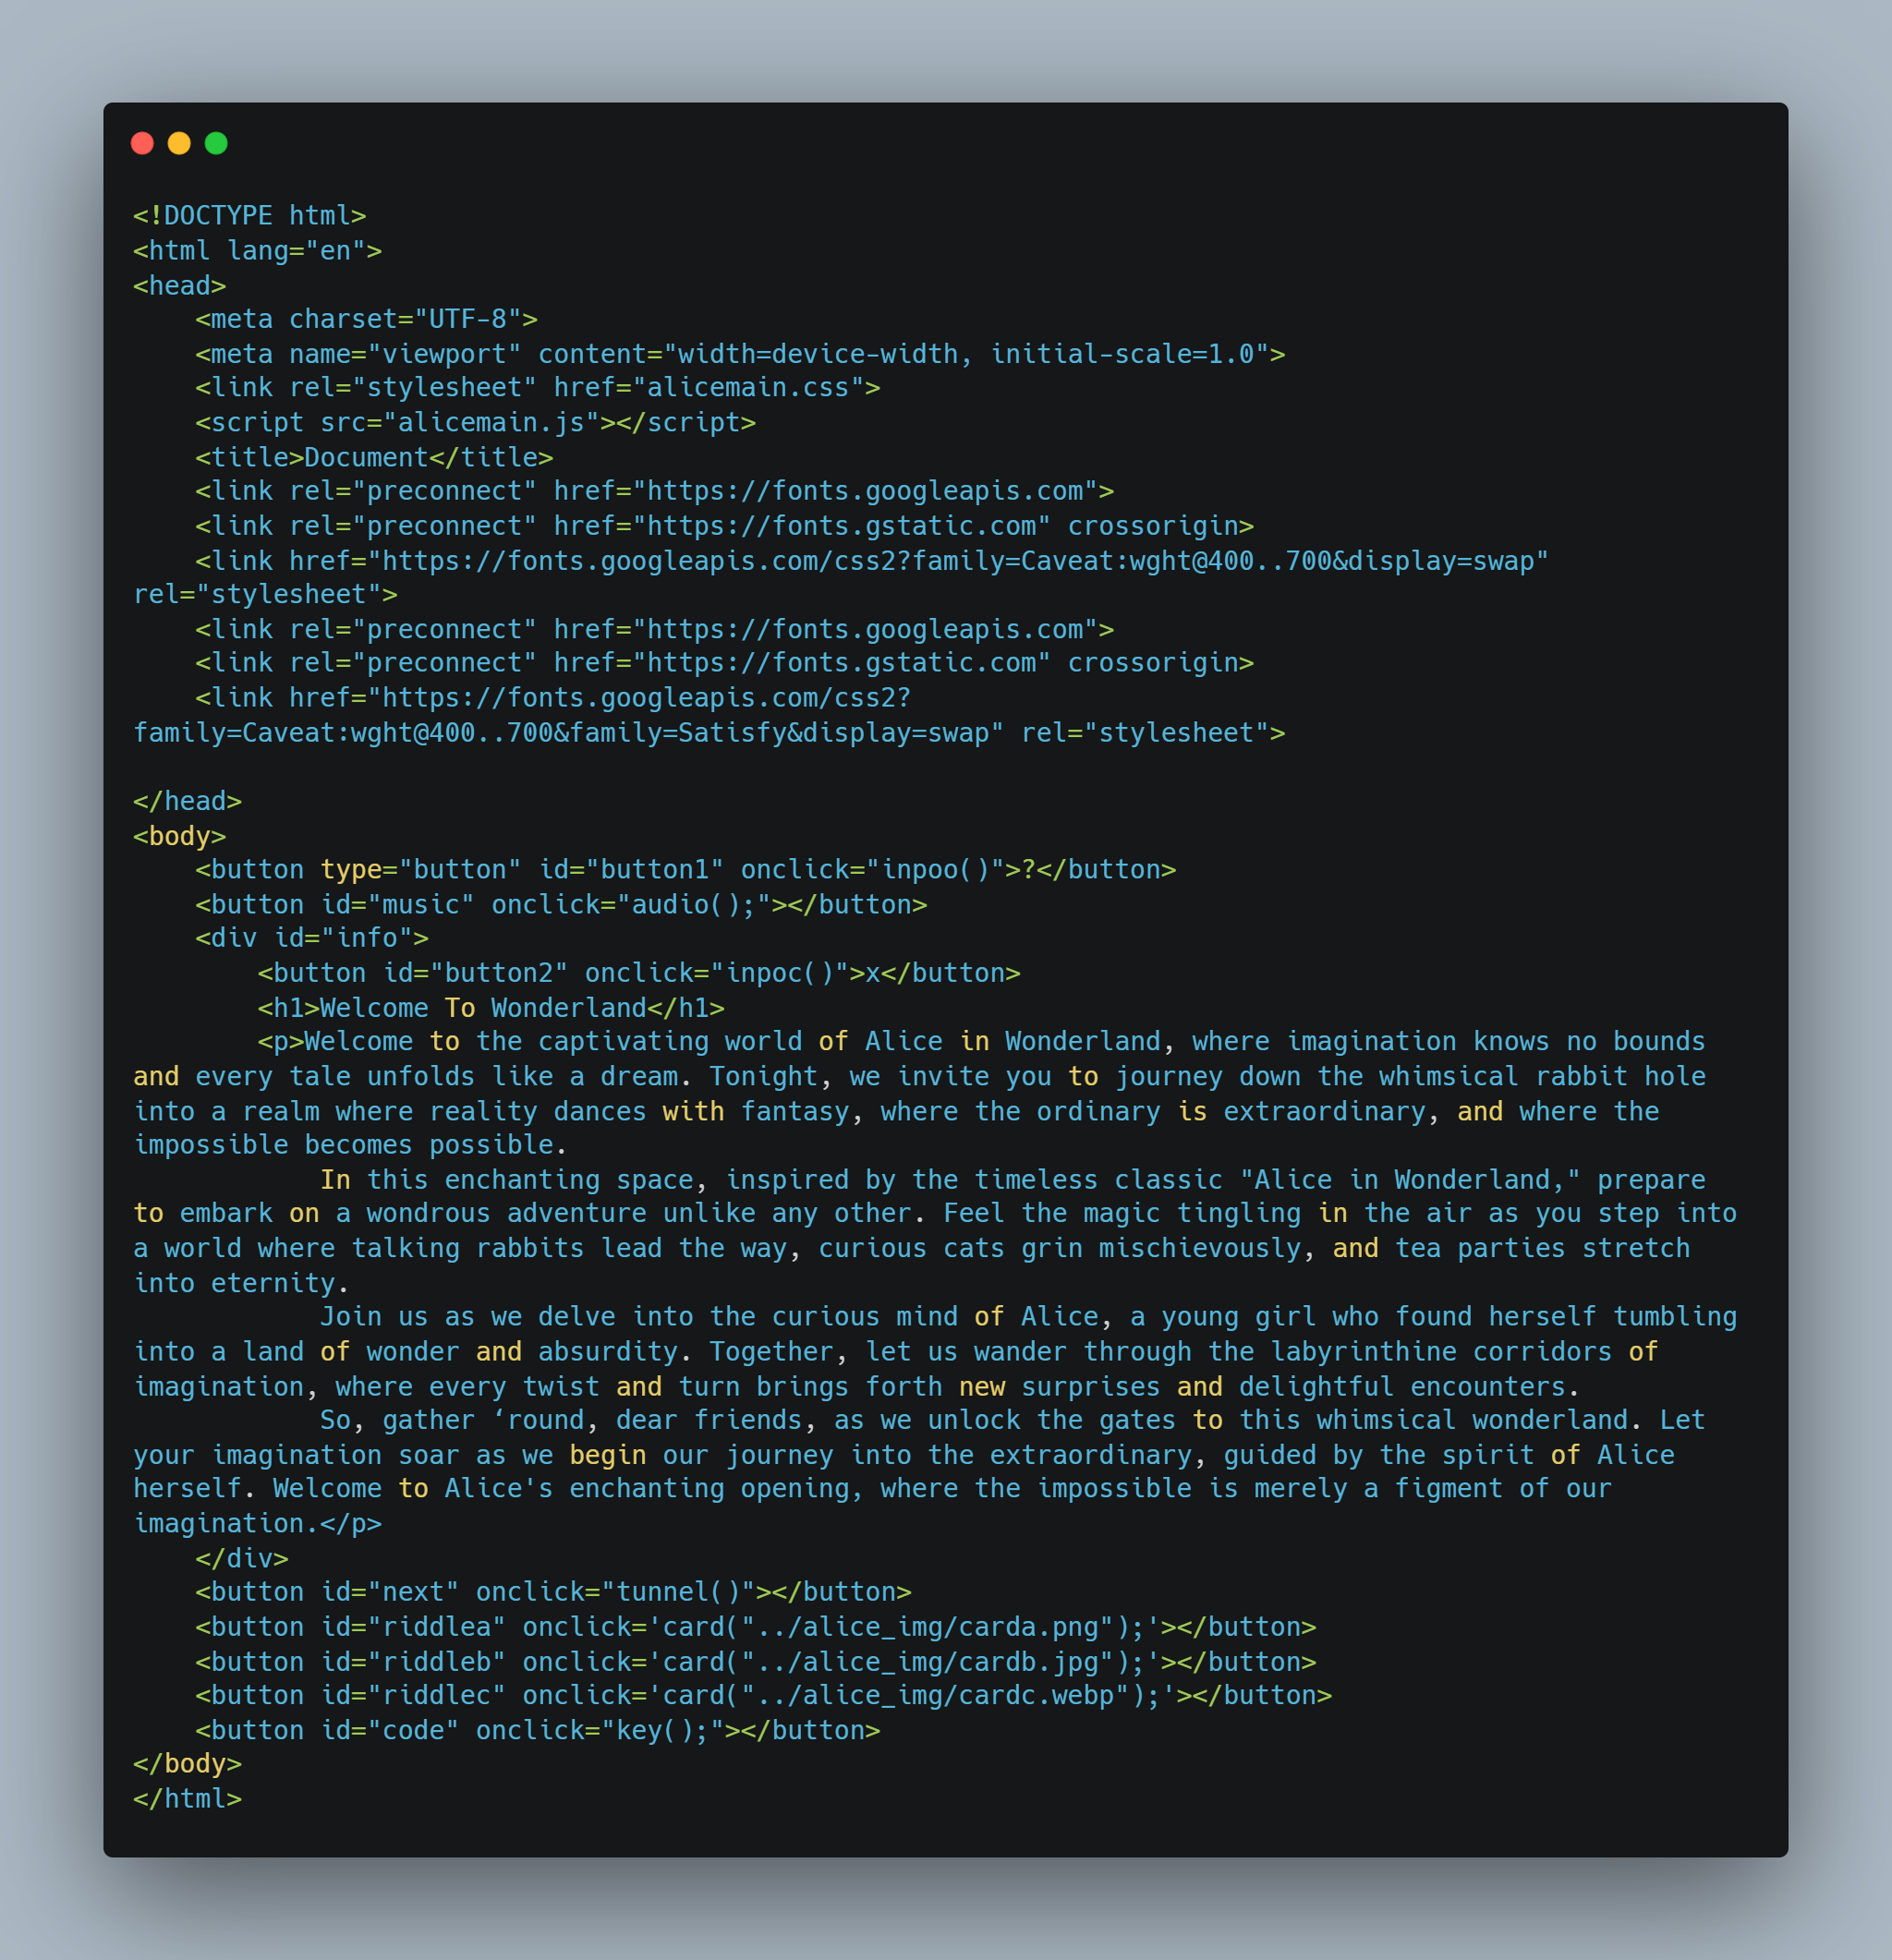 <!DOCTYPE html>
<html lang="en">
<head>
    <meta charset="UTF-8">
    <meta name="viewport" content="width=device-width, initial-scale=1.0">
    <link rel="stylesheet" href="alicemain.css">
    <script src="alicemain.js"></script>
    <title>Document</title>
    <link rel="preconnect" href="https://fonts.googleapis.com">
    <link rel="preconnect" href="https://fonts.gstatic.com" crossorigin>
    <link href="https://fonts.googleapis.com/css2?family=Caveat:wght@400..700&display=swap"
rel="stylesheet">
    <link rel="preconnect" href="https://fonts.googleapis.com">
    <link rel="preconnect" href="https://fonts.gstatic.com" crossorigin>
    <link href="https://fonts.googleapis.com/css2?
family=Caveat:wght@400..700&family=Satisfy&display=swap" rel="stylesheet">

</head>
<body>
    <button type="button" id="button1" onclick="inpoo()">?</button>
    <button id="music" onclick="audio();"></button>
    <div id="info">
        <button id="button2" onclick="inpoc()">x</button>
        <h1>Welcome To Wonderland</h1>
        <p>Welcome to the captivating world of Alice in Wonderland, where imagination knows no bounds
and every tale unfolds like a dream. Tonight, we invite you to journey down the whimsical rabbit hole
into a realm where reality dances with fantasy, where the ordinary is extraordinary, and where the
impossible becomes possible.
            In this enchanting space, inspired by the timeless classic "Alice in Wonderland," prepare
to embark on a wondrous adventure unlike any other. Feel the magic tingling in the air as you step into
a world where talking rabbits lead the way, curious cats grin mischievously, and tea parties stretch
into eternity.
            Join us as we delve into the curious mind of Alice, a young girl who found herself tumbling
into a land of wonder and absurdity. Together, let us wander through the labyrinthine corridors of
imagination, where every twist and turn brings forth new surprises and delightful encounters.
            So, gather ‘round, dear friends, as we unlock the gates to this whimsical wonderland. Let
your imagination soar as we begin our journey into the extraordinary, guided by the spirit of Alice
herself. Welcome to Alice's enchanting opening, where the impossible is merely a figment of our
imagination.</p>
    </div>
    <button id="next" onclick="tunnel()"></button>
    <button id="riddlea" onclick='card("../alice_img/carda.png");'></button>
    <button id="riddleb" onclick='card("../alice_img/cardb.jpg");'></button>
    <button id="riddlec" onclick='card("../alice_img/cardc.webp");'></button>
    <button id="code" onclick="key();"></button>
</body>
</html>